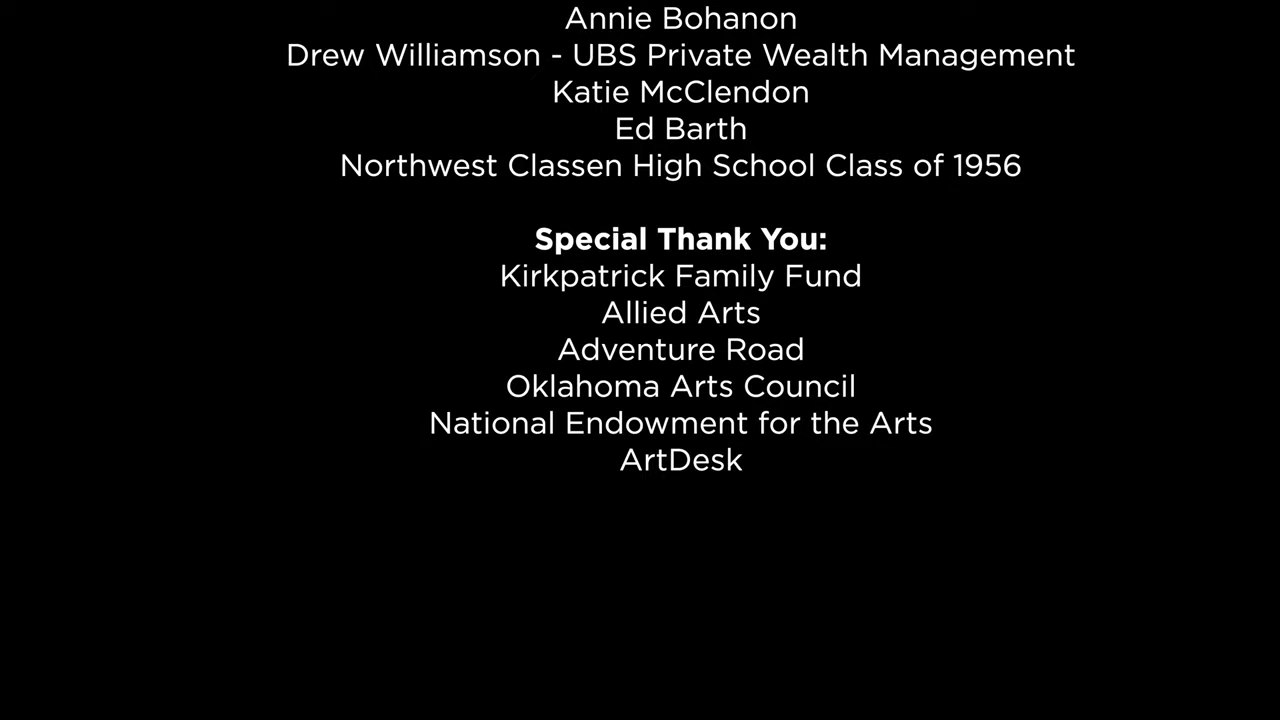 Annie Bohanon
Drew Williamson - UBS Private Wealth Management
Katie McClendon
Ed Barth
Northwest Classen High School Class of 1956
Special Thank You:
Kirkpatrick Family Fund
Allied Arts
Adventure Road
Oklahoma Arts Council
National Endowment for the Arts
ArtDesk